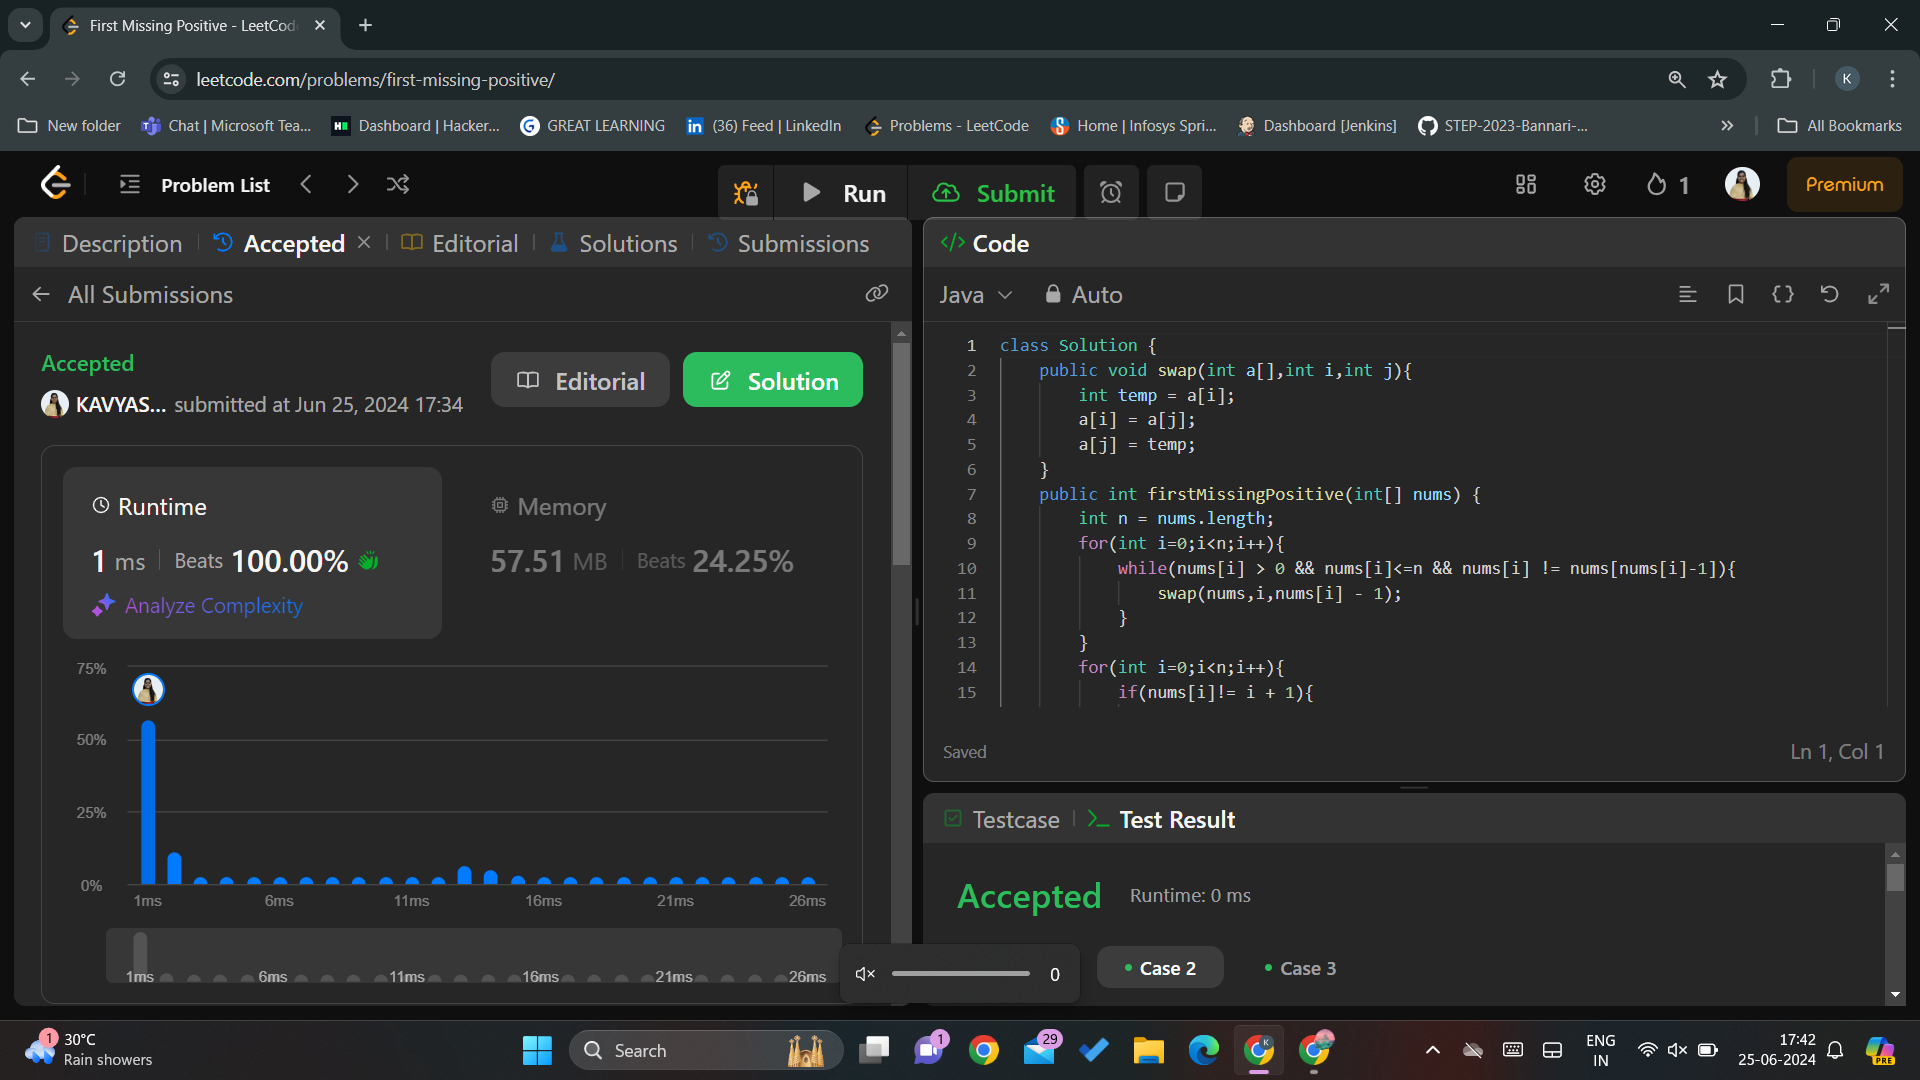 First Missing Positive - LeetCod
leetcode.com/problems/first-missing-positive/
K
New folder
Chat | Microsoft Tea...
Dashboard | Hacker...
GREAT LEARNING
(36) Feed | LinkedIn
Problems - LeetCode
Home | Infosys Spri...
Dashboard [Jenkins]
STEP-2023-Bannari-...
All Bookmarks
Problem List
Run
Submit
1
Premium
Description
Accepted
Editorial
Solutions
Submissions
All Submissions
Accepted
KAVYAS... submitted at Jun 25, 2024 17:34
Editorial
Solution
Runtime
1 ms | Beats 100.00%
Analyze Complexity
Memory
57.51 MB | Beats 24.25%
75%
50%
25%
0%
1ms 6ms 11ms 16ms 21ms 26ms
1ms 6ms 11ms 16ms 21ms 26ms
</> Code
Java
Auto
1 class Solution {
2 public void swap(int a[],int i,int j){
3 int temp = a[i];
4 a[i] = a[j];
5 a[j] = temp;
6 }
7 public int firstMissingPositive(int[] nums) {
8 int n = nums.length;
9 for(int i=0;i<n;i++){
10 while(nums[i] > 0 && nums[i]<=n && nums[i] != nums[nums[i]-1]){
11 swap(nums,i,nums[i] - 1);
12 }
13 }
14 for(int i=0;i<n;i++){
15 if(nums[i]!= i + 1){
Saved
Ln 1, Col 1
Testcase
Test Result
Accepted
Runtime: 0 ms
Case 2
Case 3
0
1
30°C
Rain showers
Search
1
29
K
ENG
IN
17:42
25-06-2024
PRE